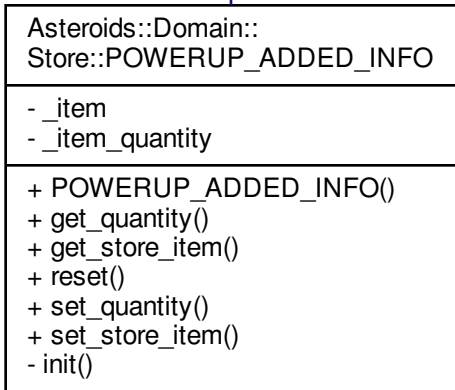 Asteroids::Domain::
Store::POWERUP_ADDED_INFO
- _item
- _item_quantity
+ POWERUP_ADDED_INFO()
+ get_quantity()
+ get_store_item()
+ reset()
+ set_quantity()
+ set_store_item()
- init()